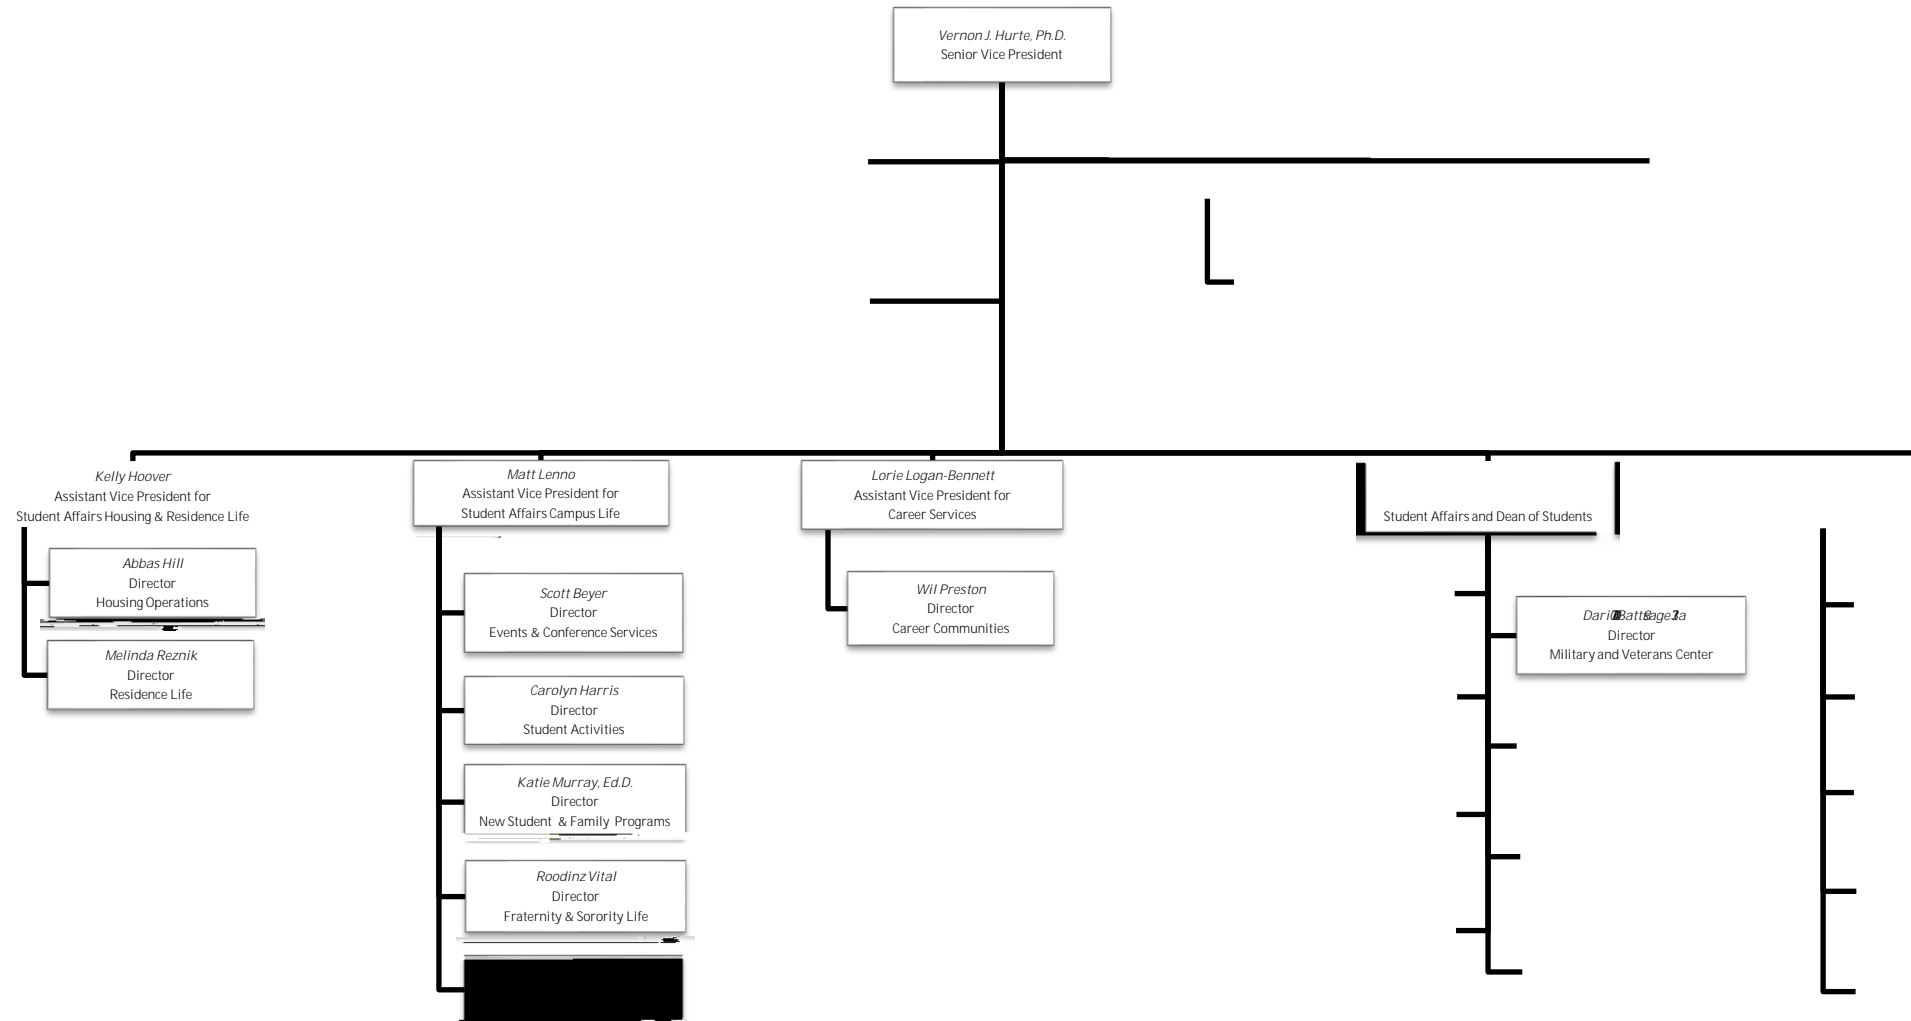 Vernon J. Hurte, Ph.D.
Senior Vice President
Kelly Hoover
Assistant Vice President for
Student Affairs Housing & Residence Life
Abbas Hill
Director
Housing Operations
Melinda Reznik
Director
Residence Life
Matt Lenno
Assistant Vice President for
Student Affairs Campus Life
Scott Beyer
Director
Events & Conference Services
Carolyn Harris
Director
Student Activities
Katie Murray, Ed.D.
Director
New Student & Family Programs
Roodinz Vital
Director
Fraternity & Sorority Life
Lorie Logan-Bennett
Assistant Vice President for
Career Services
Wil Preston
Director
Career Communities
Student Affairs and Dean of Students
Director
Military and Veterans Center